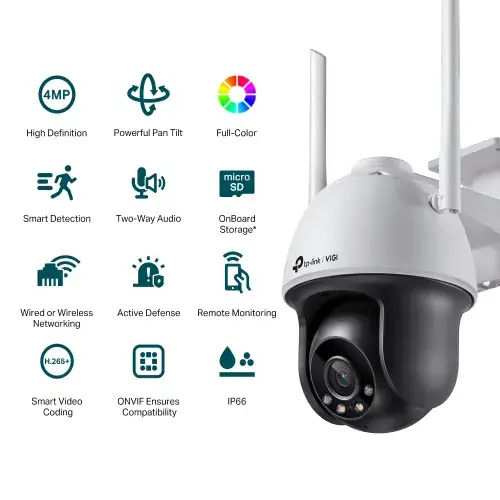 4MP
High Definition
Powerful Pan Tilt
Full-Color
Smart Detection
Two-Way Audio
micro
SD
OnBoard
Storage*
Wired or Wireless
Networking
Active Defense
Remote Monitoring
H.265+
Smart Video
Coding
ONVIF Ensures
Compatibility
IP66
tp-link | VIGI